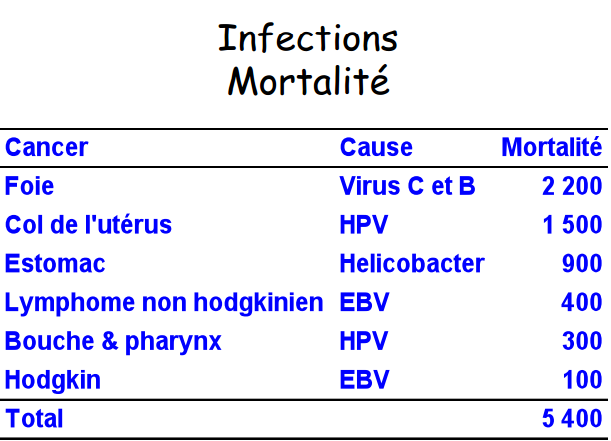 Infections
Mortalité
Cancer Cause Mortalité
Foie Virus C et B 2 200
Col de l'utérus HPV 1 500
Estomac Helicobacter 900
Lymphome non hodgkinien EBV 400
Bouche & pharynx HPV 300
Hodgkin EBV 100
Total 5 400